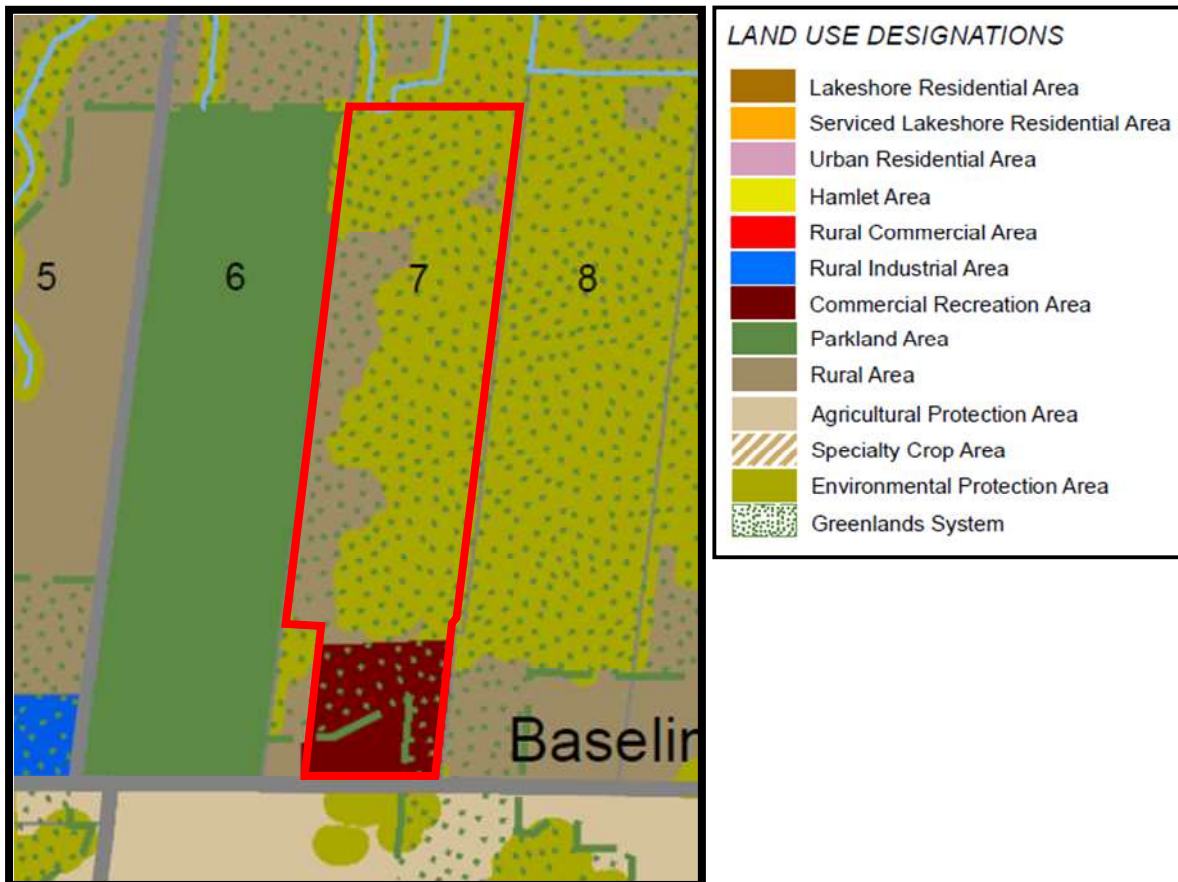 5
6
7
8
Baselin
LAND USE DESIGNATIONS
Lakeshore Residential Area
Serviced Lakeshore Residential Area
Urban Residential Area
Hamlet Area
Rural Commercial Area
Rural Industrial Area
Commercial Recreation Area
Parkland Area
Rural Area
Agricultural Protection Area
Specialty Crop Area
Environmental Protection Area
Greenlands System